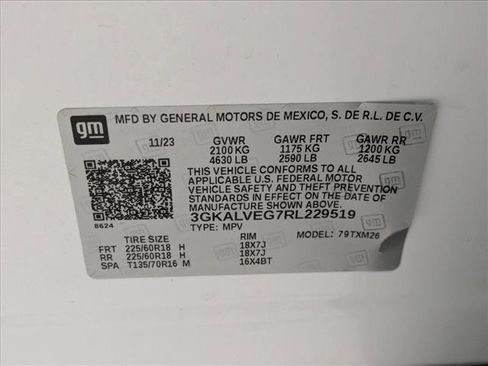 gm
MFD BY GENERAL MOTORS DE MEXICO, S. DE R.L. DE C.V.
11/23 GVWR GAWR FRT GAWR RR
2100 KG 1175 KG 1200 KG
4630 LB 2590 LB 2645 LB
THIS VEHICLE CONFORMS TO ALL
APPLICABLE U.S. FEDERAL MOTOR
VEHICLE SAFETY AND THEFT PREVENTION
STANDARDS IN EFFECT ON THE DATE OF
MANUFACTURE SHOWN ABOVE.
8624 3GKALVEG7RL229519
TYPE: MPV MODEL: 79TXM26
TIRE SIZE RIM
FRT 225/60R18 H 18X7J
RR 225/60R18 H 18X7J
SPA T135/70R16 M 16X4BT